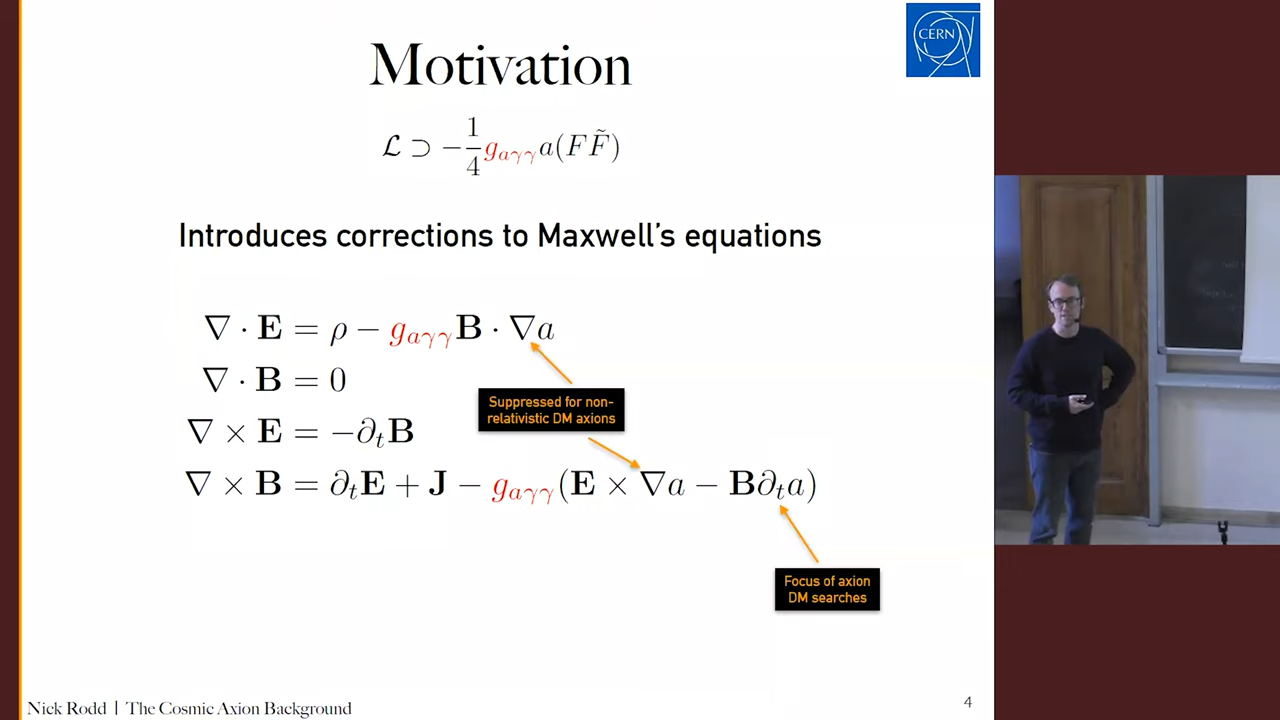 Motivation
CERN
ℒ ⊃ −1/4 g_{aγγ} a(FF̃)
Introduces corrections to Maxwell's equations
∇ · E = ρ − g_{aγγ} B · ∇a
∇ · B = 0
Suppressed for non-
relativistic DM axions
∇ × E = −∂_t B
∇ × B = ∂_t E + J − g_{aγγ}(E × ∇a − B∂_t a)
Focus of axion
DM searches
Nick Rodd | The Cosmic Axion Background
4